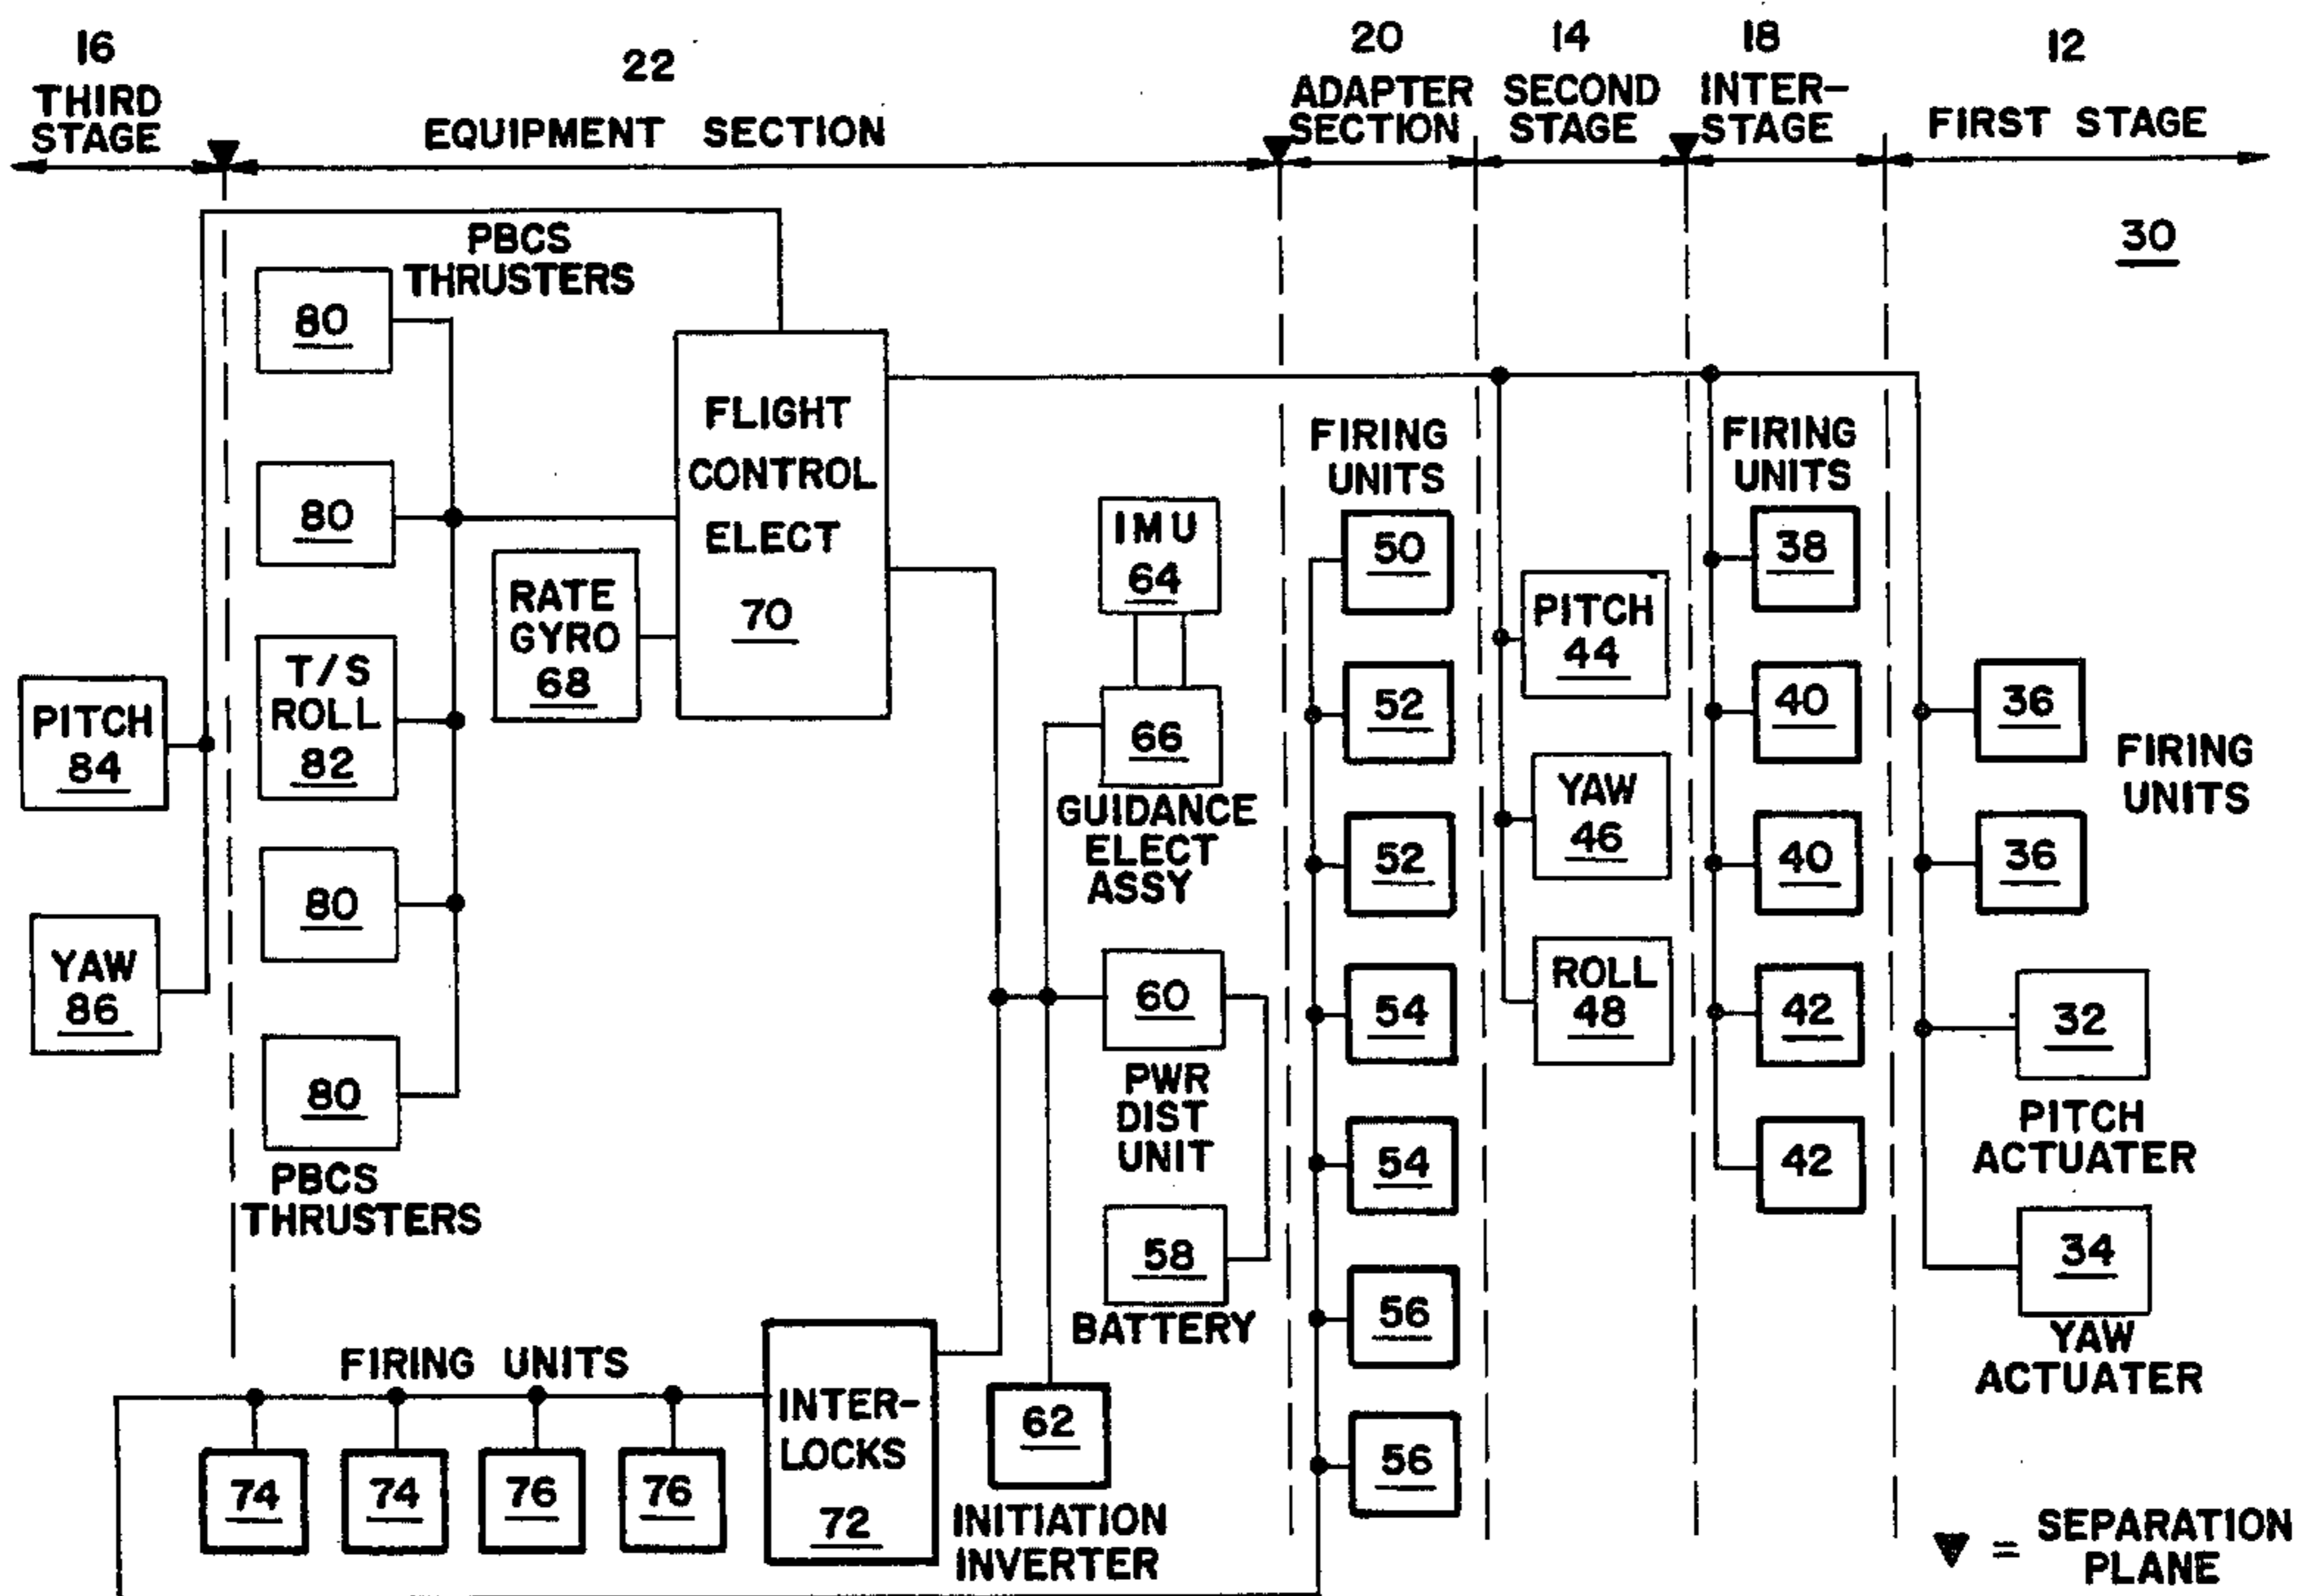 16
THIRD
STAGE
22
EQUIPMENT SECTION
20
ADAPTER
SECTION
14
SECOND
STAGE
18
INTER-
STAGE
12
FIRST STAGE
30
PBCS
THRUSTERS
80
80
T/S
ROLL
82
80
80
PBCS
THRUSTERS
PITCH
84
YAW
86
RATE
GYRO
68
FLIGHT
CONTROL
ELECT
70
IMU
64
66
GUIDANCE
ELECT
ASSY
60
PWR
DIST
UNIT
58
BATTERY
FIRING UNITS
74
74
76
76
INTER-
LOCKS
72
62
INITIATION
INVERTER
FIRING
UNITS
50
52
52
54
54
56
56
PITCH
44
YAW
46
ROLL
48
FIRING
UNITS
38
40
40
42
42
36
36
FIRING
UNITS
32
PITCH
ACTUATER
34
YAW
ACTUATER
▼ = SEPARATION
PLANE